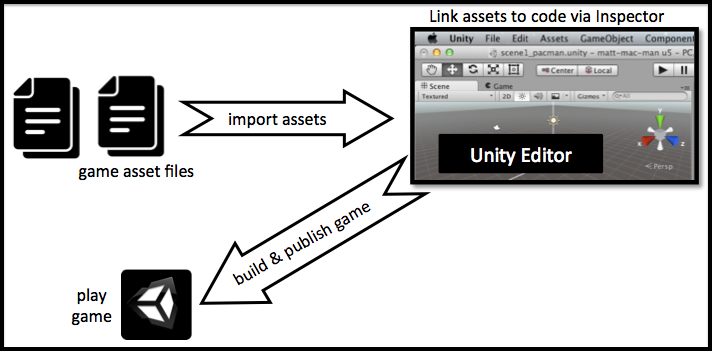 Link assets to code via Inspector
Unity File Edit Assets GameObject Component
scene1_pacman.unity - matt-mac-man u5 - PC,
Center Local
Scene Game
Textured 2D Gizmos All
Unity Editor
y
x z
Persp
import assets
game asset files
build & publish game
play
game